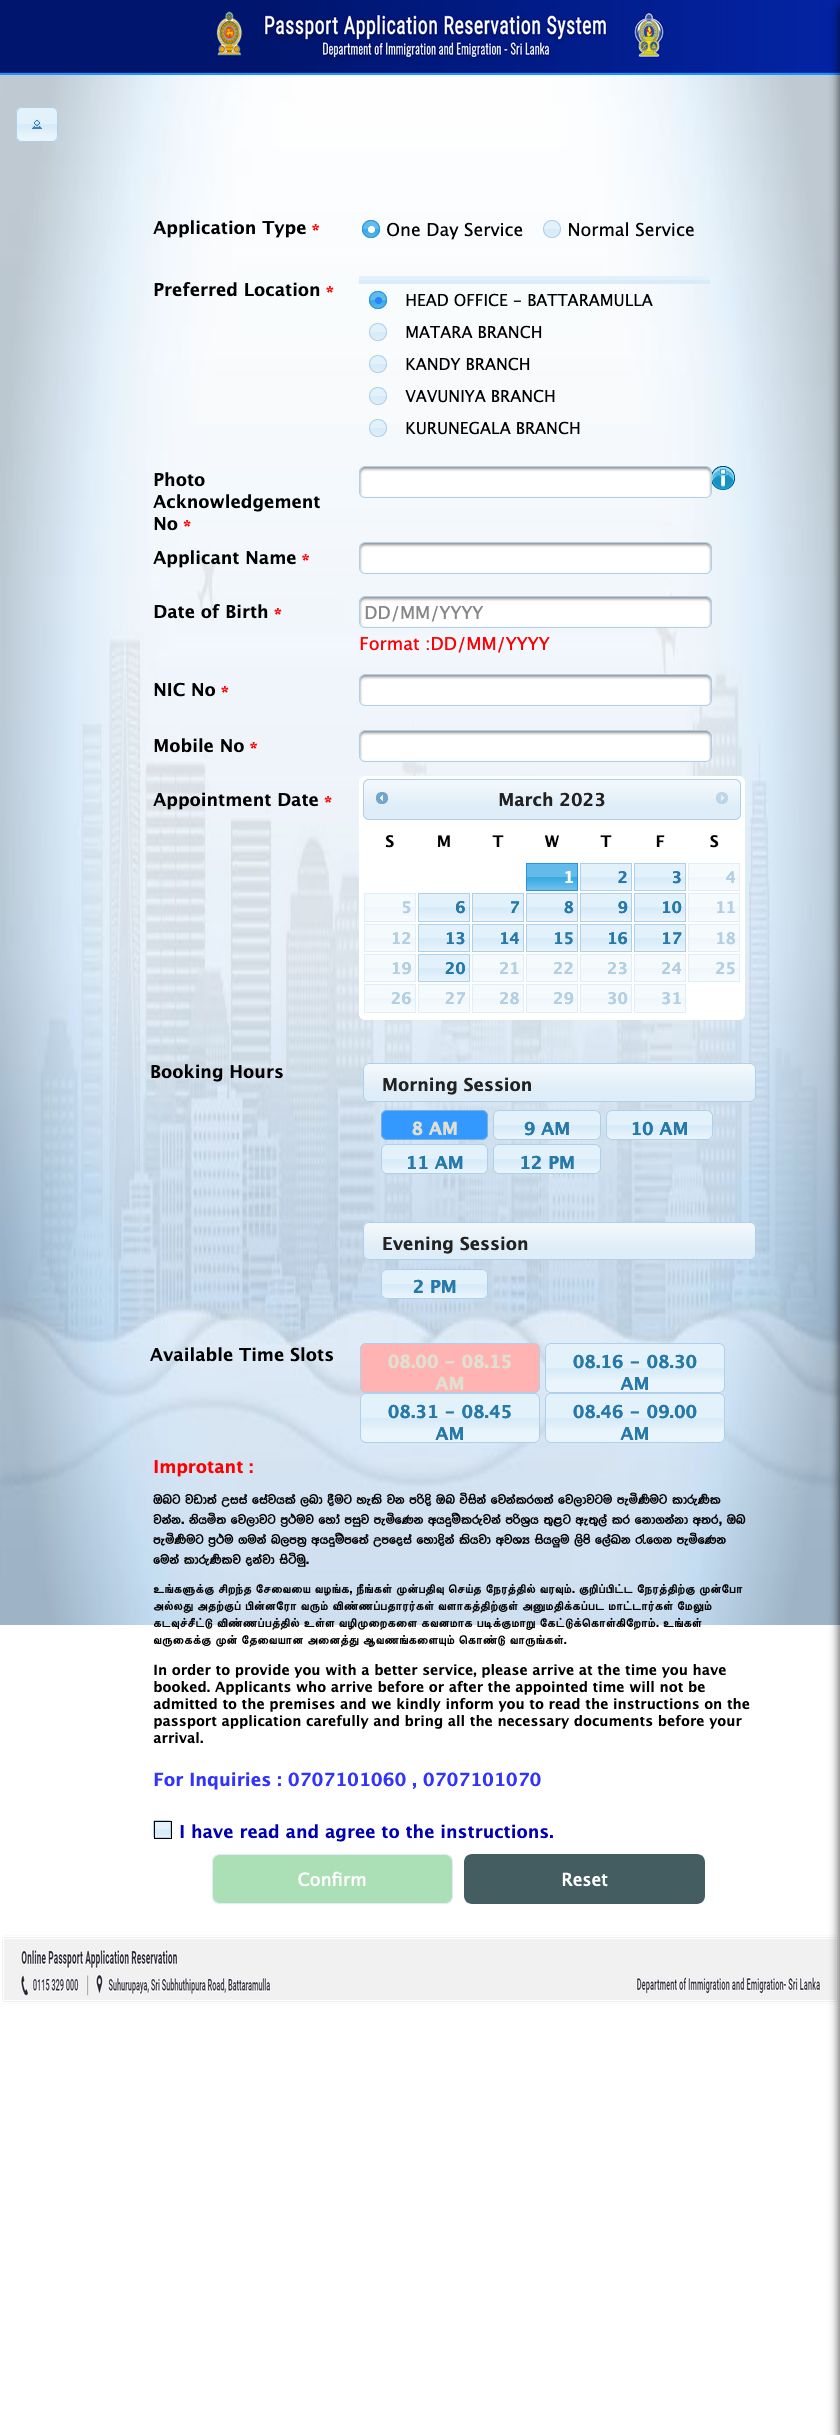 Passport Application Reservation System
Department of Immigration and Emigration - Sri Lanka
Application Type *
One Day Service
Normal Service
Preferred Location *
HEAD OFFICE - BATTARAMULLA
MATARA BRANCH
KANDY BRANCH
VAVUNIYA BRANCH
KURUNEGALA BRANCH
Photo
Acknowledgement
No *
Applicant Name *
Date of Birth *
DD/MM/YYYY
Format :DD/MM/YYYY
NIC No *
Mobile No *
Appointment Date *
March 2023
S M T W T F S
1 2 3 4
5 6 7 8 9 10 11
12 13 14 15 16 17 18
19 20 21 22 23 24 25
26 27 28 29 30 31
Booking Hours
Morning Session
8 AM 9 AM 10 AM
11 AM 12 PM
Evening Session
2 PM
Available Time Slots
08.00 - 08.15
AM
08.16 - 08.30
AM
08.31 - 08.45
AM
08.46 - 09.00
AM
Improtant :
ඔබට වඩාත් උසස් සේවයක් ලබා දීමට හැකි වන පරිදි ඔබ විසින් වෙන්කරගත් වෙලාවටම පැමිණීමට කාරුණික
වන්න. නියමිත වෙලාවට ප්‍රථමව හෝ පසුව පැමිණෙන අයදුම්කරුවන් පරිශ්‍රය තුළට ඇතුල් කර නොගන්නා අතර, ඔබ
පැමිණීමට ප්‍රථම ගමන් බලපත්‍ර අයදුම්පතේ උපදෙස් හොදින් කියවා අවශ්‍ය සියලුම ලිපි ලේඛන රැගෙන පැමිණෙන
මෙන් කාරුණිකව දන්වා සිටිමු.
உங்களுக்கு சிறந்த சேவையை வழங்க, நீங்கள் முன்பதிவு செய்த நேரத்தில் வரவும். குறிப்பிட்ட நேரத்திற்கு முன்போ
அல்லது அதற்குப் பின்னரோ வரும் விண்ணப்பதாரர்கள் வளாகத்திற்குள் அனுமதிக்கப்பட மாட்டார்கள் மேலும்
கடவுச்சீட்டு விண்ணப்பத்தில் உள்ள வழிமுறைகளை கவனமாக படிக்குமாறு கேட்டுக்கொள்கிறோம். உங்கள்
வருகைக்கு முன் தேவையான அனைத்து ஆவணங்களையும் கொண்டு வாருங்கள்.
In order to provide you with a better service, please arrive at the time you have
booked. Applicants who arrive before or after the appointed time will not be
admitted to the premises and we kindly inform you to read the instructions on the
passport application carefully and bring all the necessary documents before your
arrival.
For Inquiries : 0707101060 , 0707101070
I have read and agree to the instructions.
Confirm
Reset
Online Passport Application Reservation
0115 329 000
Suhurupaya, Sri Subhuthipura Road, Battaramulla
Department of Immigration and Emigration- Sri Lanka